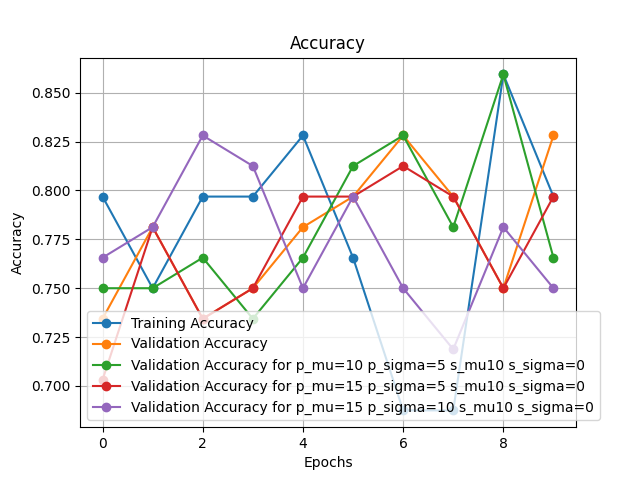 Accuracy
0.850
0.825
0.800
0.775
0.750
0.725
0.700
Accuracy
Training Accuracy
Validation Accuracy
Validation Accuracy for p_mu=10 p_sigma=5 s_mu10 s_sigma=0
Validation Accuracy for p_mu=15 p_sigma=5 s_mu10 s_sigma=0
Validation Accuracy for p_mu=15 p_sigma=10 s_mu10 s_sigma=0
0 2 4 6 8
Epochs